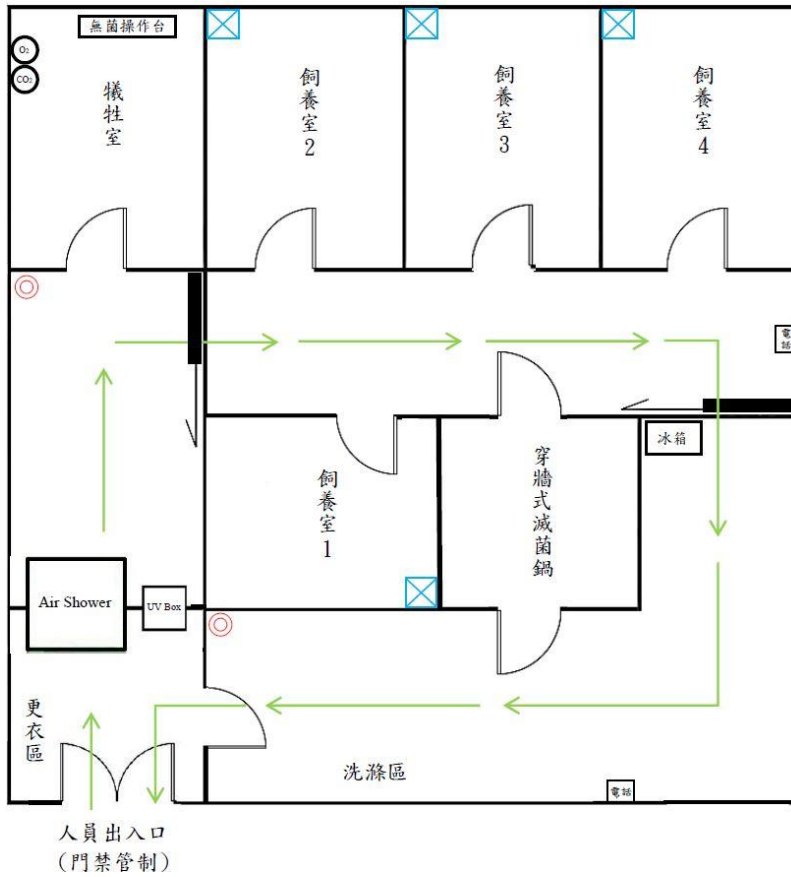 無菌操作台
O₂
CO₂
犧牲室
飼養室2
飼養室3
飼養室4
電話
冰箱
飼養室1
穿牆式滅菌鍋
Air Shower
UV Box
更衣區
洗滌區
電話
人員出入口
(門禁管制)